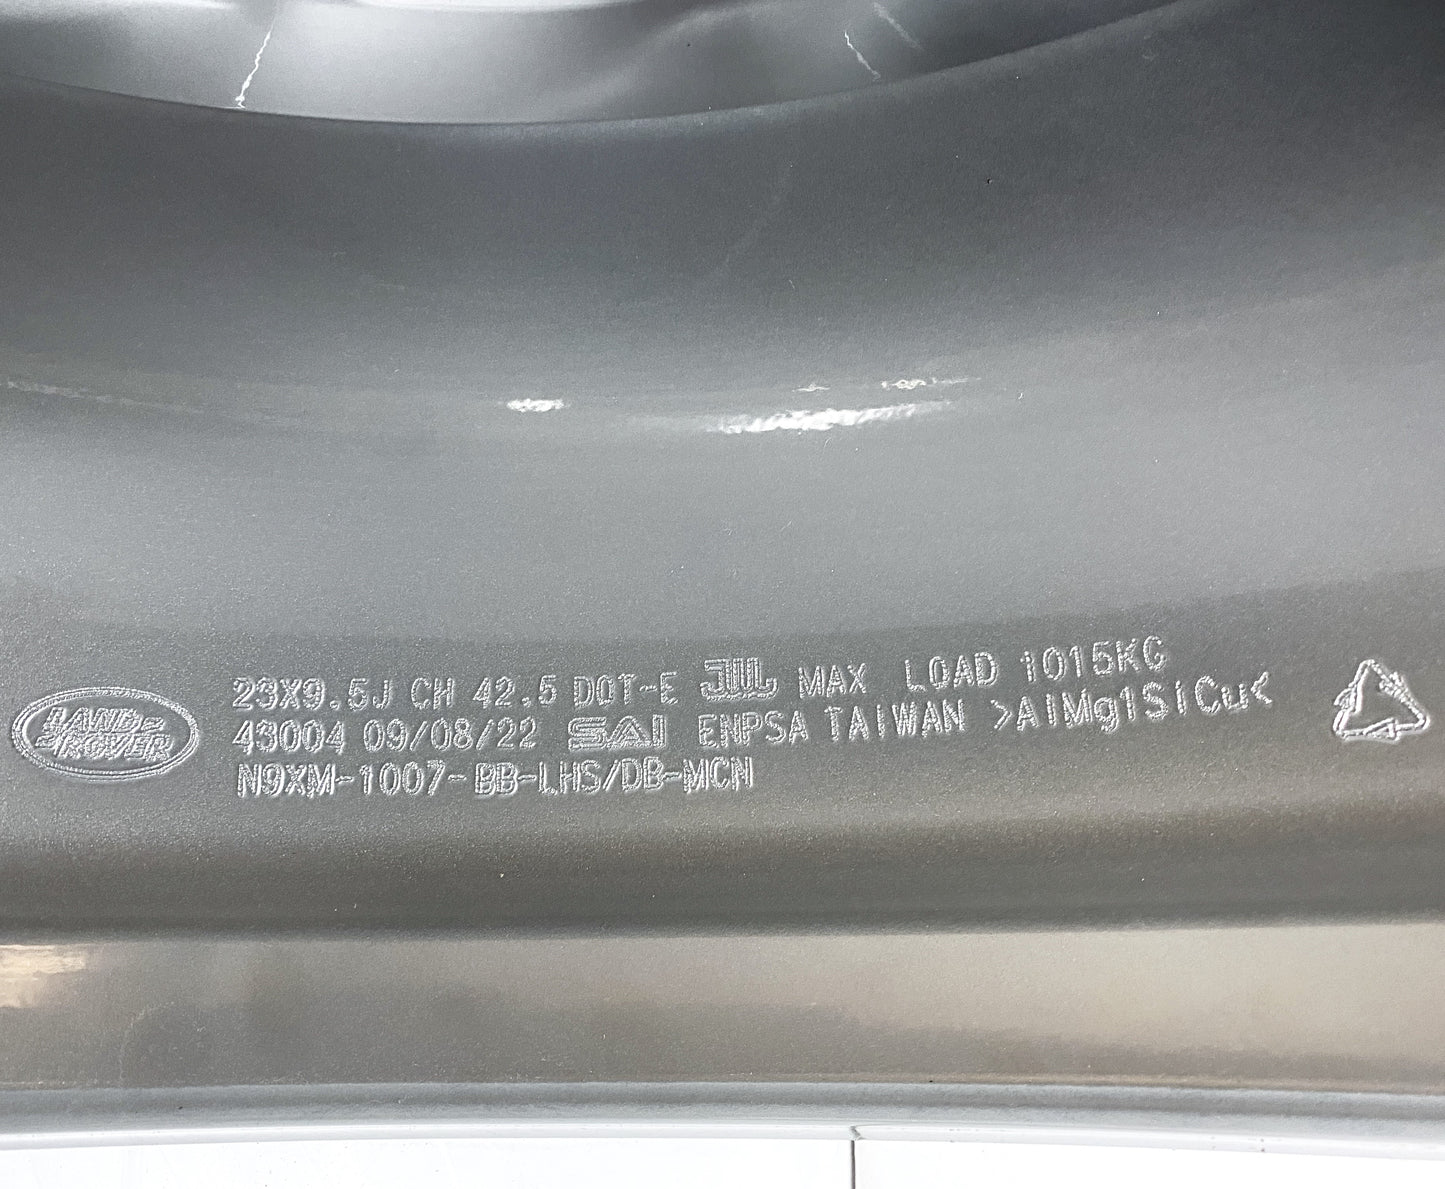 LAND-
ROVER
23X9.5J CH 42.5 DOT-E JWL MAX LOAD 1015KG
43004 09/08/22 SAI ENPSA TAIWAN >AlMg1SiCu<
N9XM-1007-BB-LHS/DB-MCN